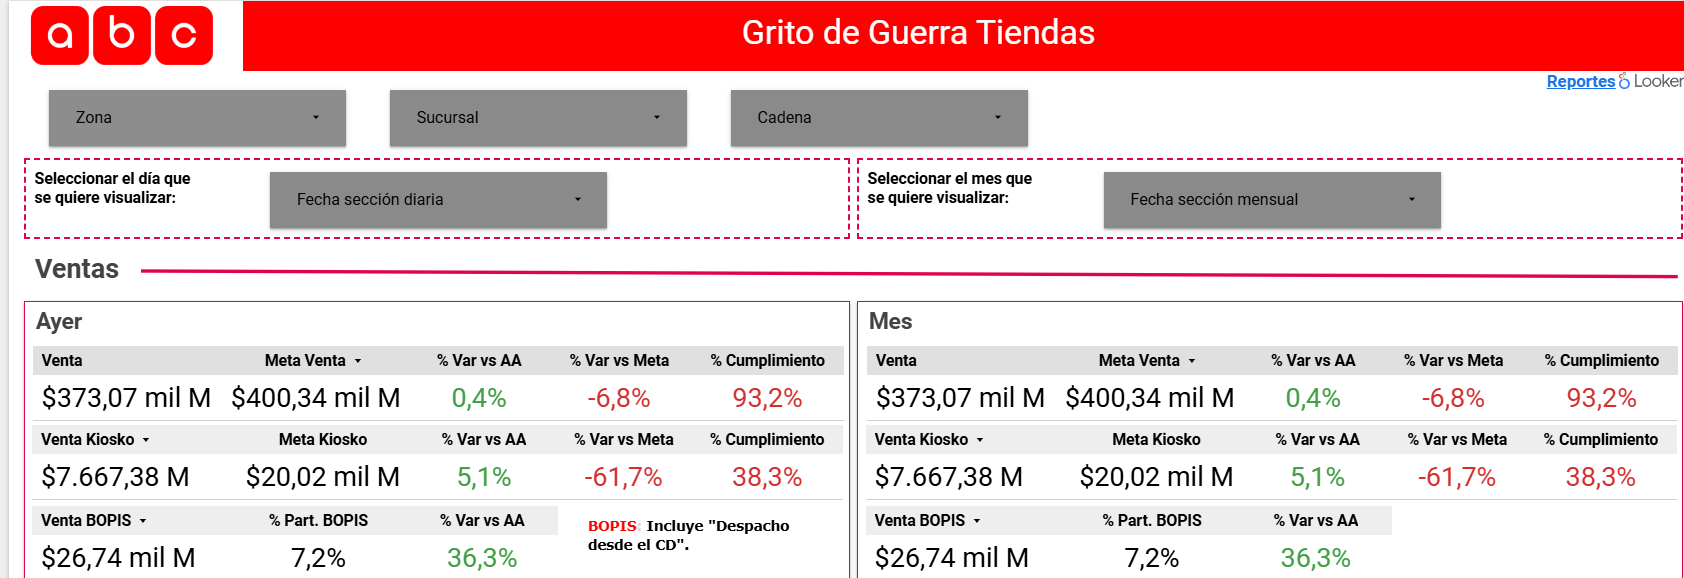 abc
Grito de Guerra Tiendas
Reportes Looker
Zona
Sucursal
Cadena
Seleccionar el día que
se quiere visualizar:
Fecha sección diaria
Seleccionar el mes que
se quiere visualizar:
Fecha sección mensual
Ventas
Ayer
Venta Meta Venta % Var vs AA % Var vs Meta % Cumplimiento
$373,07 mil M $400,34 mil M 0,4% -6,8% 93,2%
Venta Kiosko Meta Kiosko % Var vs AA % Var vs Meta % Cumplimiento
$7.667,38 M $20,02 mil M 5,1% -61,7% 38,3%
Venta BOPIS % Part. BOPIS % Var vs AA
$26,74 mil M 7,2% 36,3%
BOPIS: Incluye "Despacho
desde el CD".
Mes
Venta Meta Venta % Var vs AA % Var vs Meta % Cumplimiento
$373,07 mil M $400,34 mil M 0,4% -6,8% 93,2%
Venta Kiosko Meta Kiosko % Var vs AA % Var vs Meta % Cumplimiento
$7.667,38 M $20,02 mil M 5,1% -61,7% 38,3%
Venta BOPIS % Part. BOPIS % Var vs AA
$26,74 mil M 7,2% 36,3%